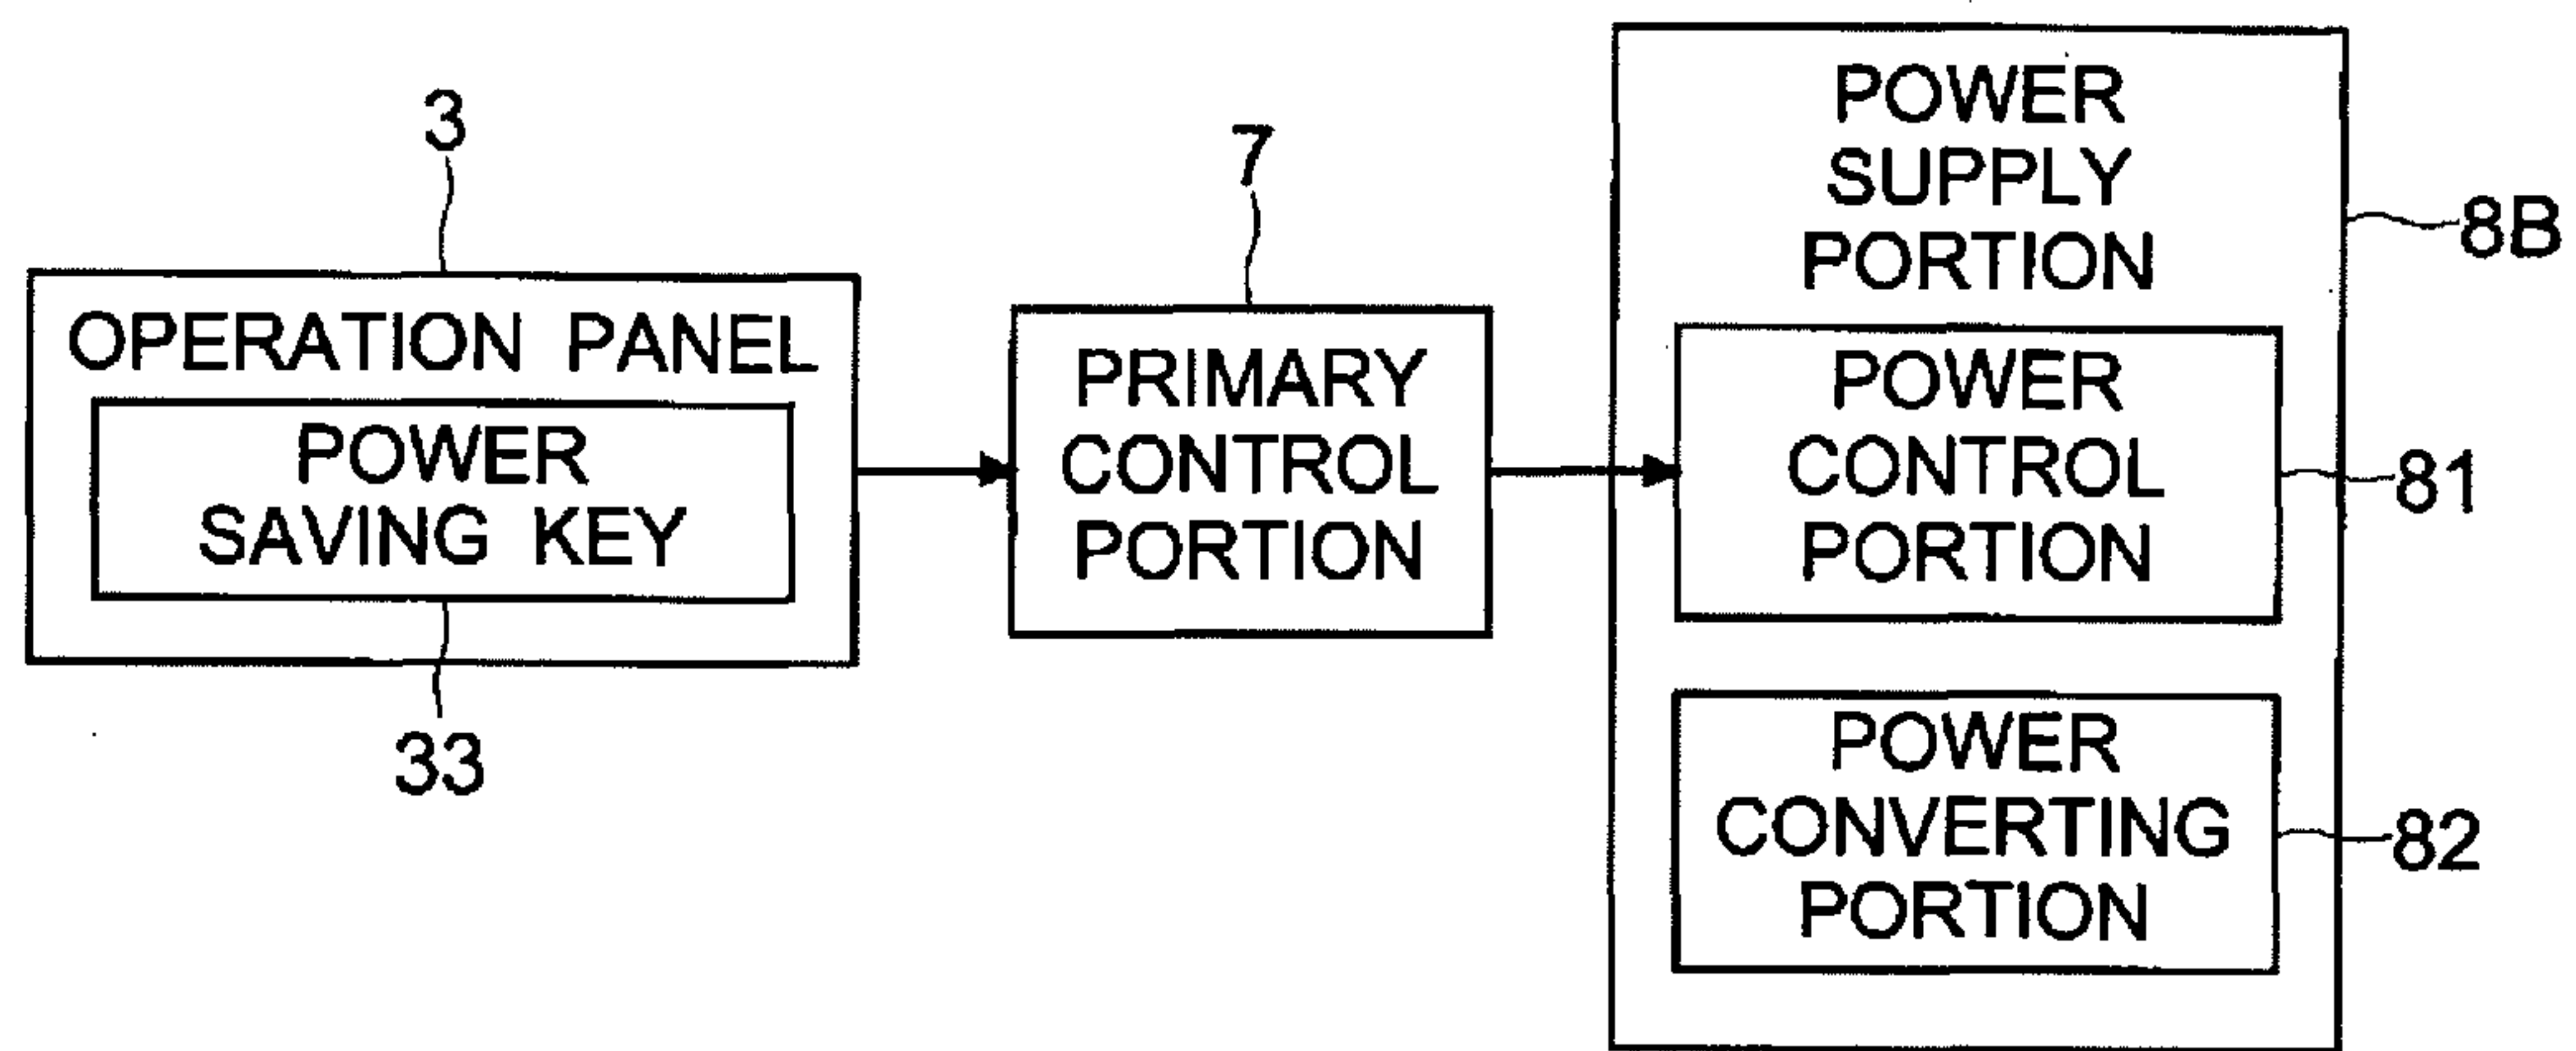 3
OPERATION PANEL
POWER
SAVING KEY
33
7
PRIMARY
CONTROL
PORTION
POWER
SUPPLY
PORTION
8B
POWER
CONTROL
PORTION
81
POWER
CONVERTING
PORTION
82